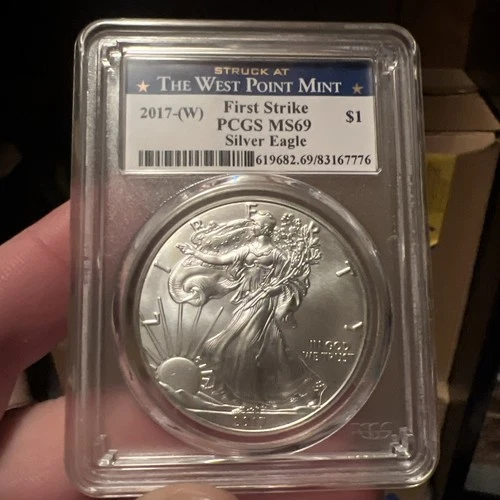 STRUCK AT
THE WEST POINT MINT
2017-(W) First Strike $1
PCGS MS69
Silver Eagle
619682.69/83167776
LIBERTY
IN GOD
WE TRUST
PCGS